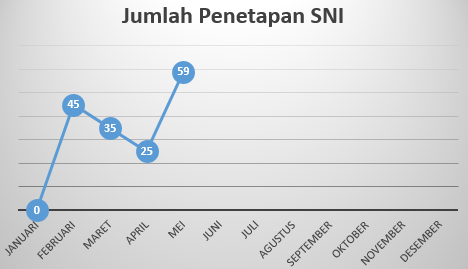 Jumlah Penetapan SNI
59
45
35
25
0
JANUARI
FEBRUARI
MARET
APRIL
MEI
JUNI
JULI
AGUSTUS
SEPTEMBER
OKTOBER
NOVEMBER
DESEMBER